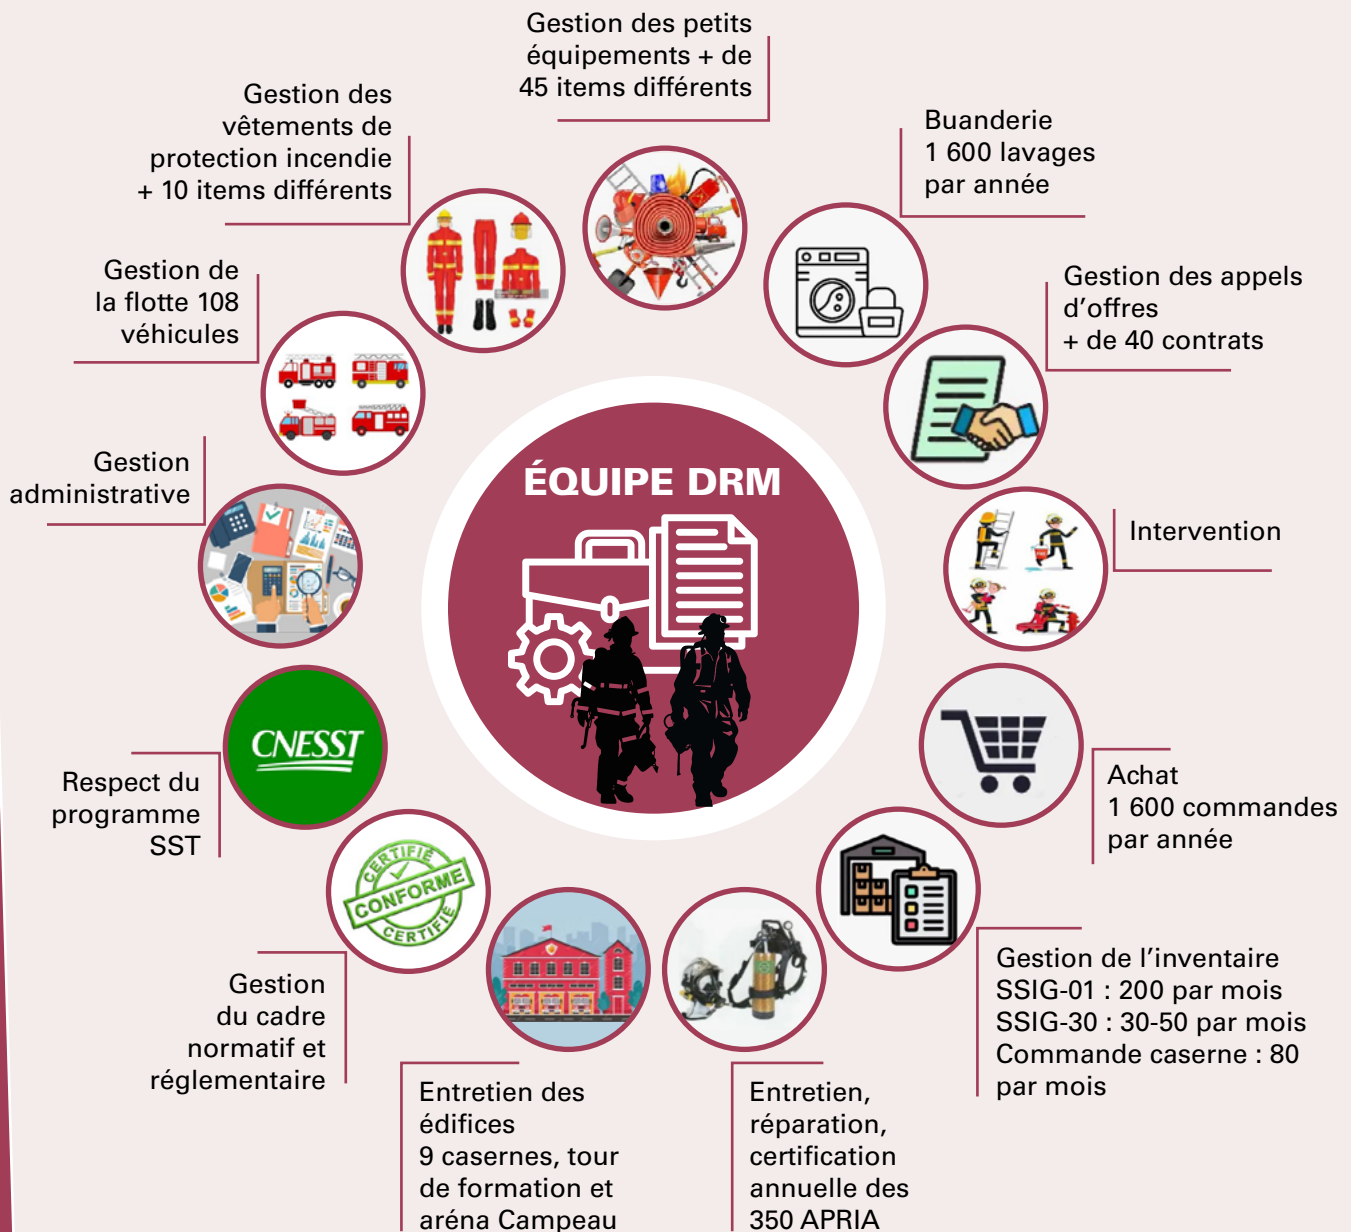 Gestion des petits
équipements + de
45 items différents
Gestion des
vêtements de
protection incendie
+ 10 items différents
Buanderie
1 600 lavages
par année
Gestion de
la flotte 108
véhicules
Gestion des appels
d’offres
+ de 40 contrats
Gestion
administrative
ÉQUIPE DRM
Intervention
CNESST
Respect du
programme
SST
Achat
1 600 commandes
par année
CERTIFIÉ
CONFORME
CERTIFIÉ
Gestion
du cadre
normatif et
réglementaire
Entretien des
édifices
9 casernes, tour
de formation et
aréna Campeau
Entretien,
réparation,
certification
annuelle des
350 APRIA
Gestion de l’inventaire
SSIG-01 : 200 par mois
SSIG-30 : 30-50 par mois
Commande caserne : 80
par mois